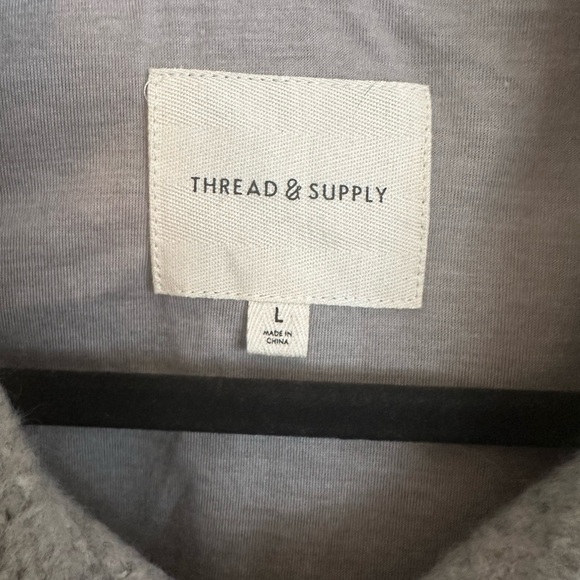 THREAD & SUPPLY
L
MADE IN
CHINA